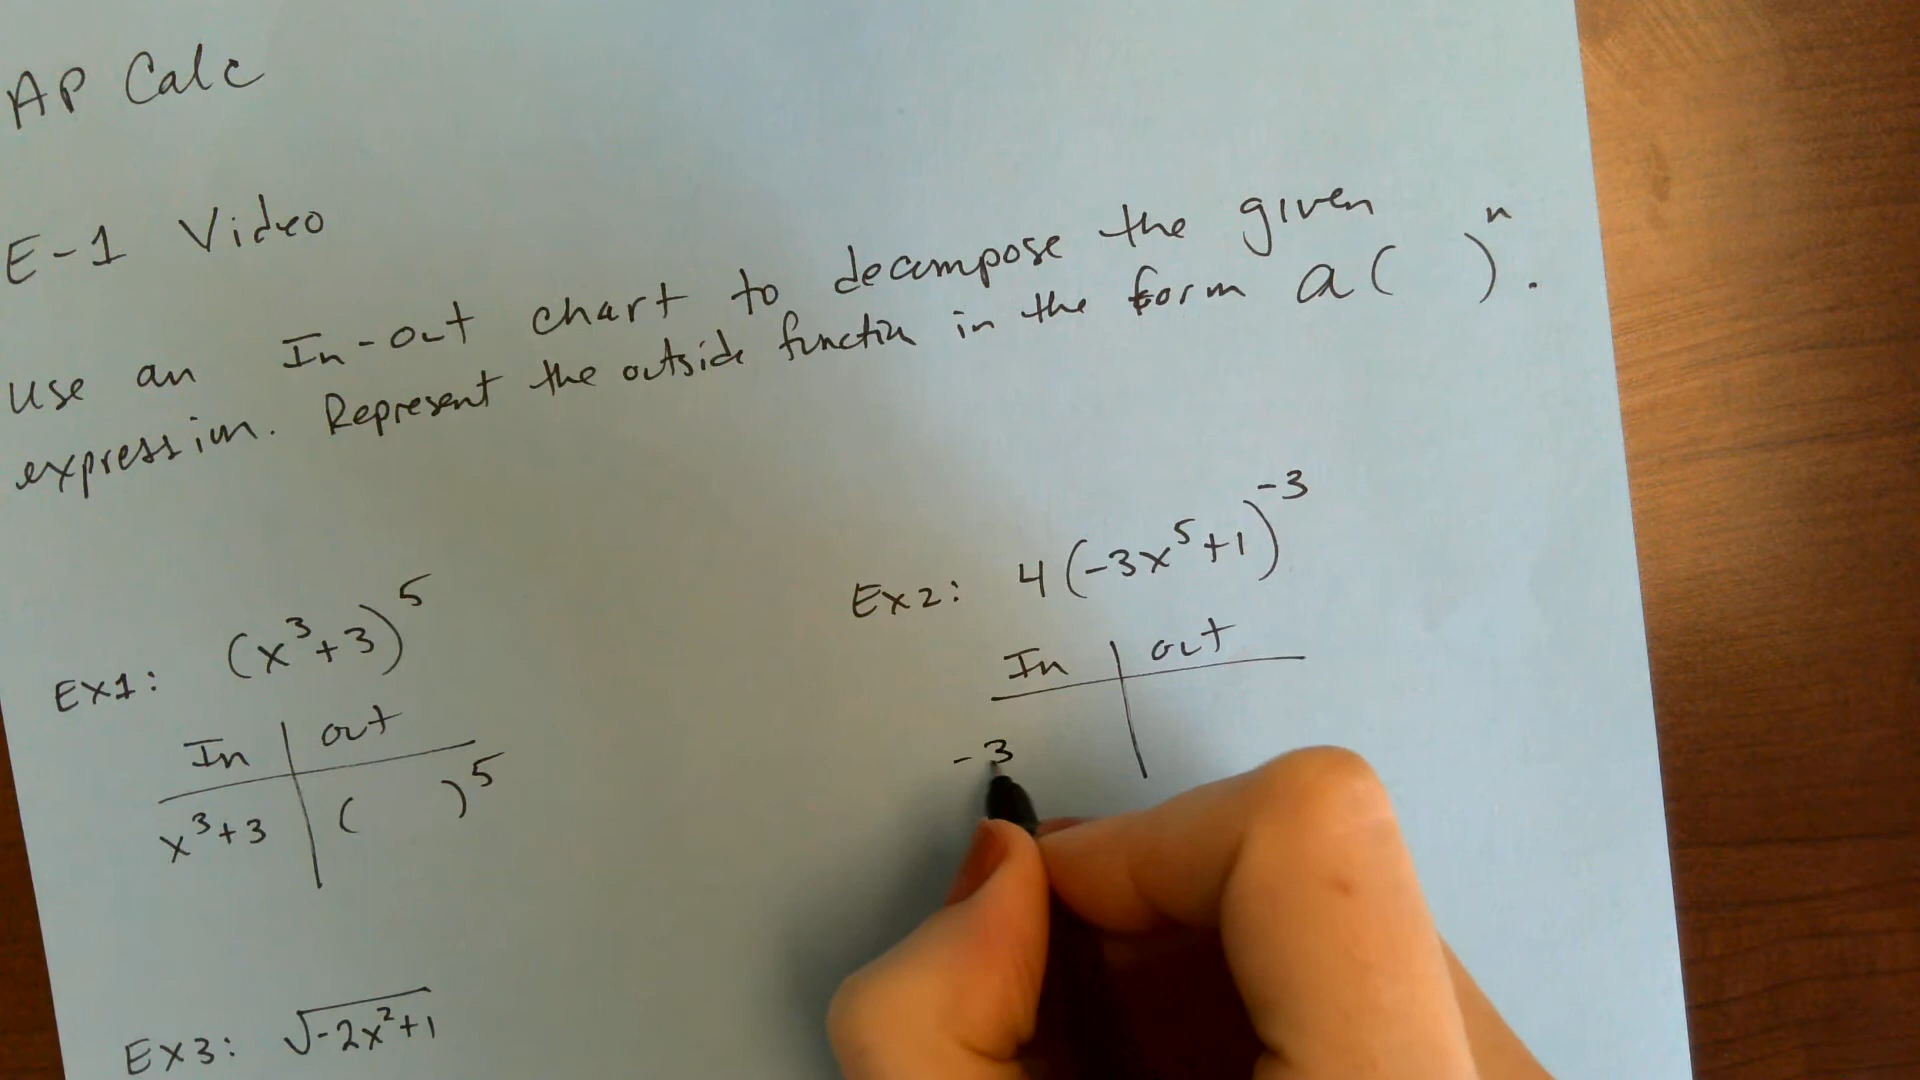 AP Calc
E-1 Video
Use an In-out chart to decompose the given
expression. Represent the outside function in the form a( )ⁿ.
Ex1: (x³+3)⁵
In | out
x³+3 | ( )⁵
Ex2: 4(-3x⁵+1)⁻³
In | out
-3
Ex3: √-2x²+1